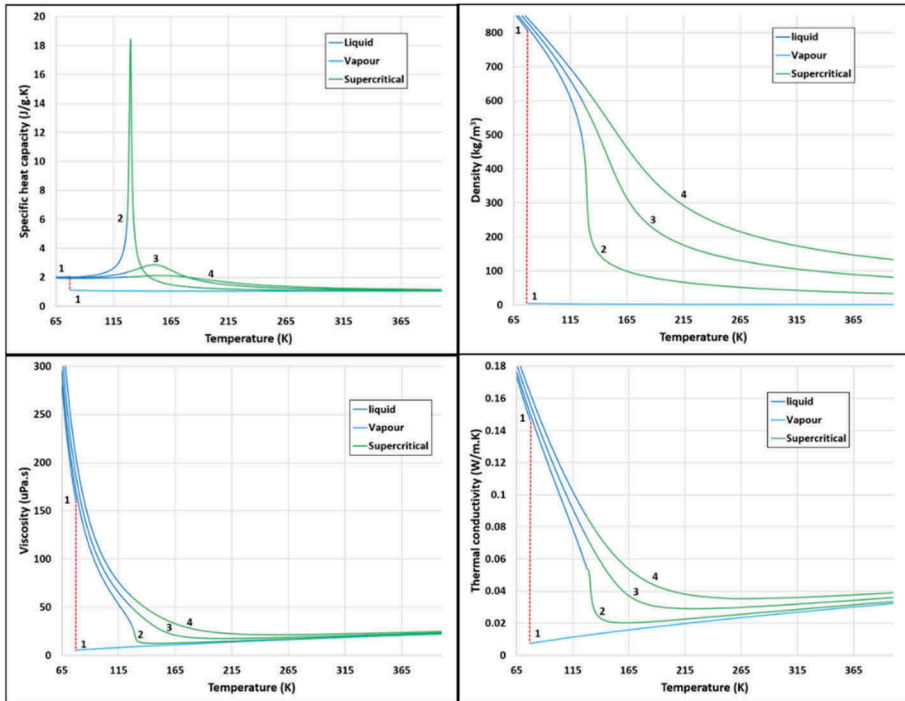 Specific heat capacity (J/g.K)
20
18
16
14
12
10
8
6
4
2
0
Liquid
Vapour
Supercritical
1
2
3
4
1
65 115 165 215 265 315 365
Temperature (K)
Density (kg/m³)
800
700
600
500
400
300
200
100
0
liquid
Vapour
Supercritical
1
4
3
2
1
65 115 165 215 265 315 365
Temperature (K)
Viscosity (uPa.s)
300
250
200
150
100
50
0
liquid
Vapour
Supercritical
1
4
3
2
1
65 115 165 215 265 315 365
Temperature (K)
Thermal conductivity (W/m.K)
0.18
0.16
0.14
0.12
0.1
0.08
0.06
0.04
0.02
0
liquid
Vapour
Supercritical
1
4
3
2
1
65 115 165 215 265 315 365
Temperature (K)